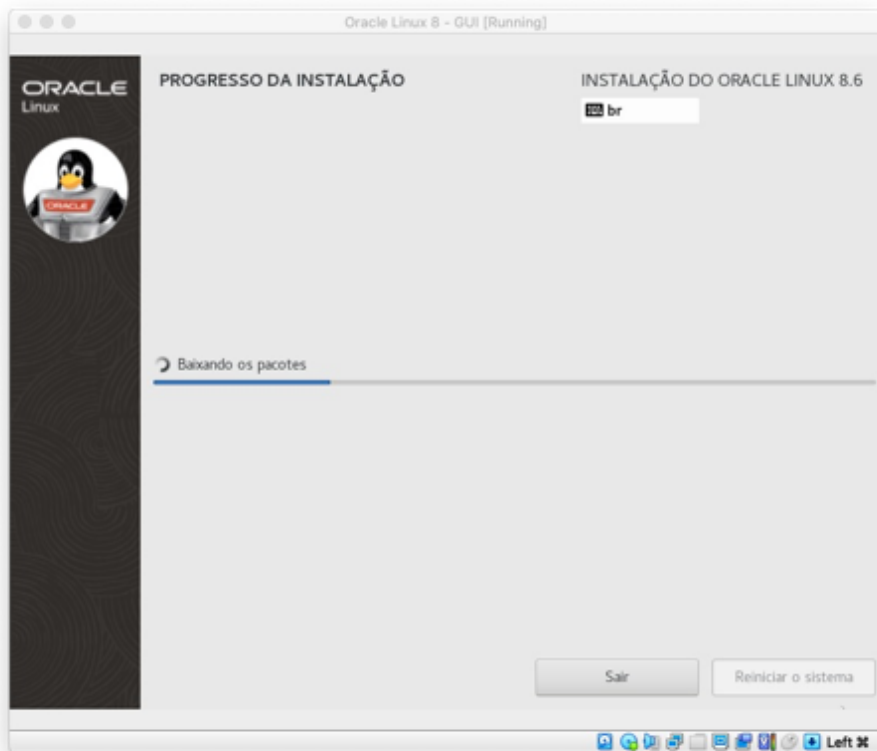 Oracle Linux 8 - GUI [Running]
ORACLE
Linux
ORACLE
PROGRESSO DA INSTALAÇÃO
INSTALAÇÃO DO ORACLE LINUX 8.6
br
Baixando os pacotes
Sair
Reiniciar o sistema
Left ⌘